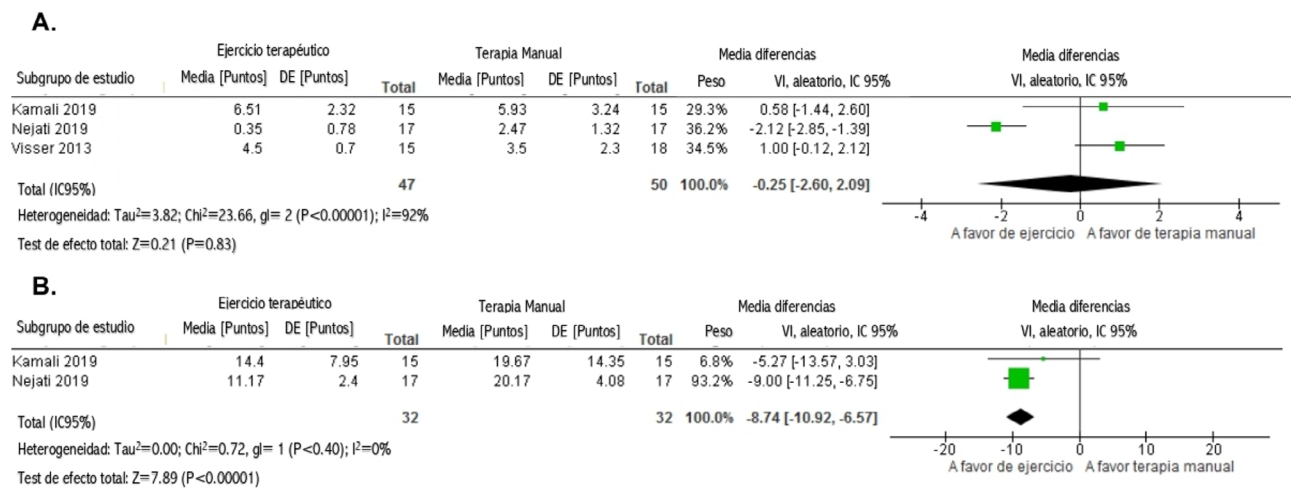 A.
Ejercicio terapéutico Terapia Manual Media diferencias Media diferencias
Subgrupo de estudio Media [Puntos] DE [Puntos] Total Media [Puntos] DE [Puntos] Total Peso VI, aleatorio, IC 95% VI, aleatorio, IC 95%
Kamali 2019 6.51 2.32 15 5.93 3.24 15 29.3% 0.58 [-1.44, 2.60]
Nejati 2019 0.35 0.78 17 2.47 1.32 17 36.2% -2.12 [-2.85, -1.39]
Visser 2013 4.5 0.7 15 3.5 2.3 18 34.5% 1.00 [-0.12, 2.12]
Total (IC95%) 47 50 100.0% -0.25 [-2.60, 2.09]
Heterogeneidad: Tau²=3.82; Chi²=23.66, gl= 2 (P<0.00001); I²=92%
Test de efecto total: Z=0.21 (P=0.83)
-4 -2 0 2 4
A favor de ejercicio A favor de terapia manual
B.
Ejercicio terapéutico Terapia Manual Media diferencias Media diferencias
Subgrupo de estudio Media [Puntos] DE [Puntos] Total Media [Puntos] DE [Puntos] Total Peso VI, aleatorio, IC 95% VI, aleatorio, IC 95%
Kamali 2019 14.4 7.95 15 19.67 14.35 15 6.8% -5.27 [-13.57, 3.03]
Nejati 2019 11.17 2.4 17 20.17 4.08 17 93.2% -9.00 [-11.25, -6.75]
Total (IC95%) 32 32 100.0% -8.74 [-10.92, -6.57]
Heterogeneidad: Tau²=0.00; Chi²=0.72, gl= 1 (P<0.40); I²=0%
Test de efecto total: Z=7.89 (P<0.00001)
-20 -10 0 10 20
A favor de ejercicio A favor terapia manual